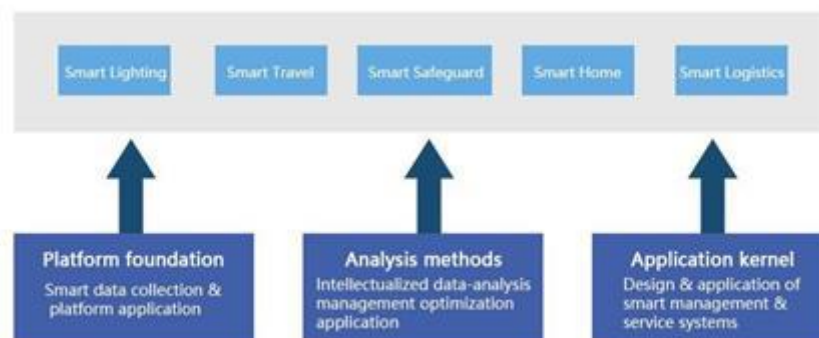 Smart Lighting
Smart Travel
Smart Safeguard
Smart Home
Smart Logistics
Platform foundation
Smart data collection &
platform application
Analysis methods
Intellectualized data-analysis
management optimization
application
Application kernel
Design & application of
smart management &
service systems